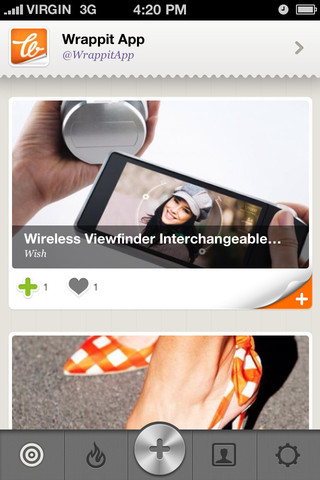 VIRGIN 3G 4:20 PM
Wrappit App
@WrappitApp
Wireless Viewfinder Interchangeable...
Wish
1 1